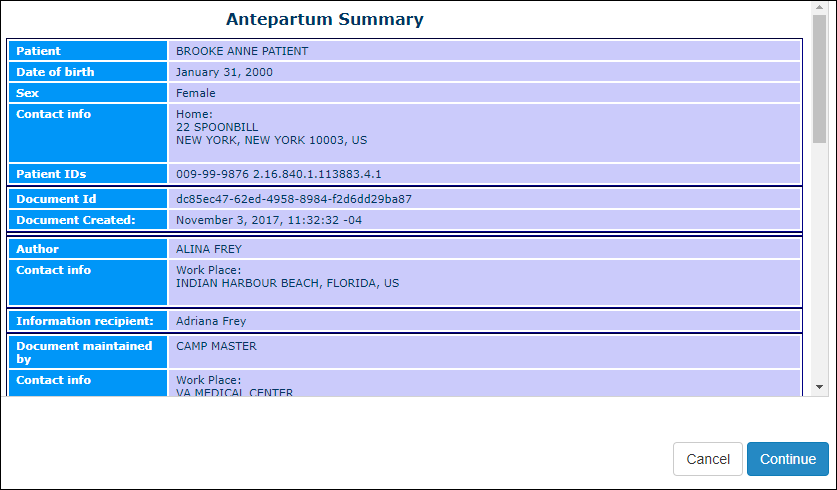 Antepartum Summary
Patient BROOKE ANNE PATIENT
Date of birth January 31, 2000
Sex Female
Contact info Home:
22 SPOONBILL
NEW YORK, NEW YORK 10003, US
Patient IDs 009-99-9876 2.16.840.1.113883.4.1
Document Id dc85ec47-62ed-4958-8984-f2d6dd29ba87
Document Created: November 3, 2017, 11:32:32 -04
Author ALINA FREY
Contact info Work Place:
INDIAN HARBOUR BEACH, FLORIDA, US
Information recipient: Adriana Frey
Document maintained CAMP MASTER
by
Contact info Work Place:
VA MEDICAL CENTER
Cancel Continue